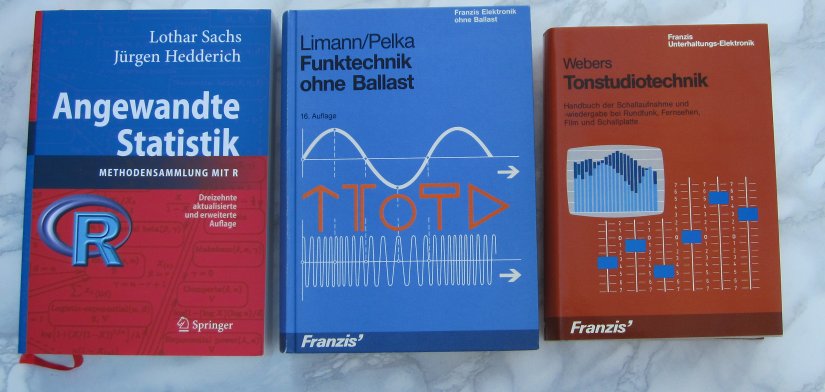 Lothar Sachs
Jürgen Hedderich
Angewandte
Statistik
METHODENSAMMLUNG MIT R
Dreizehnte
aktualisierte
und erweiterte
Auflage
R
Springer
Franzis Elektronik
ohne Ballast
Limann/Pelka
Funktechnik
ohne Ballast
16. Auflage
Franzis'
Franzis
Unterhaltungs-Elektronik
Webers
Tonstudiotechnik
Handbuch der Schallaufnahme und
-wiedergabe bei Rundfunk, Fernsehen,
Film und Schallplatte
Franzis'